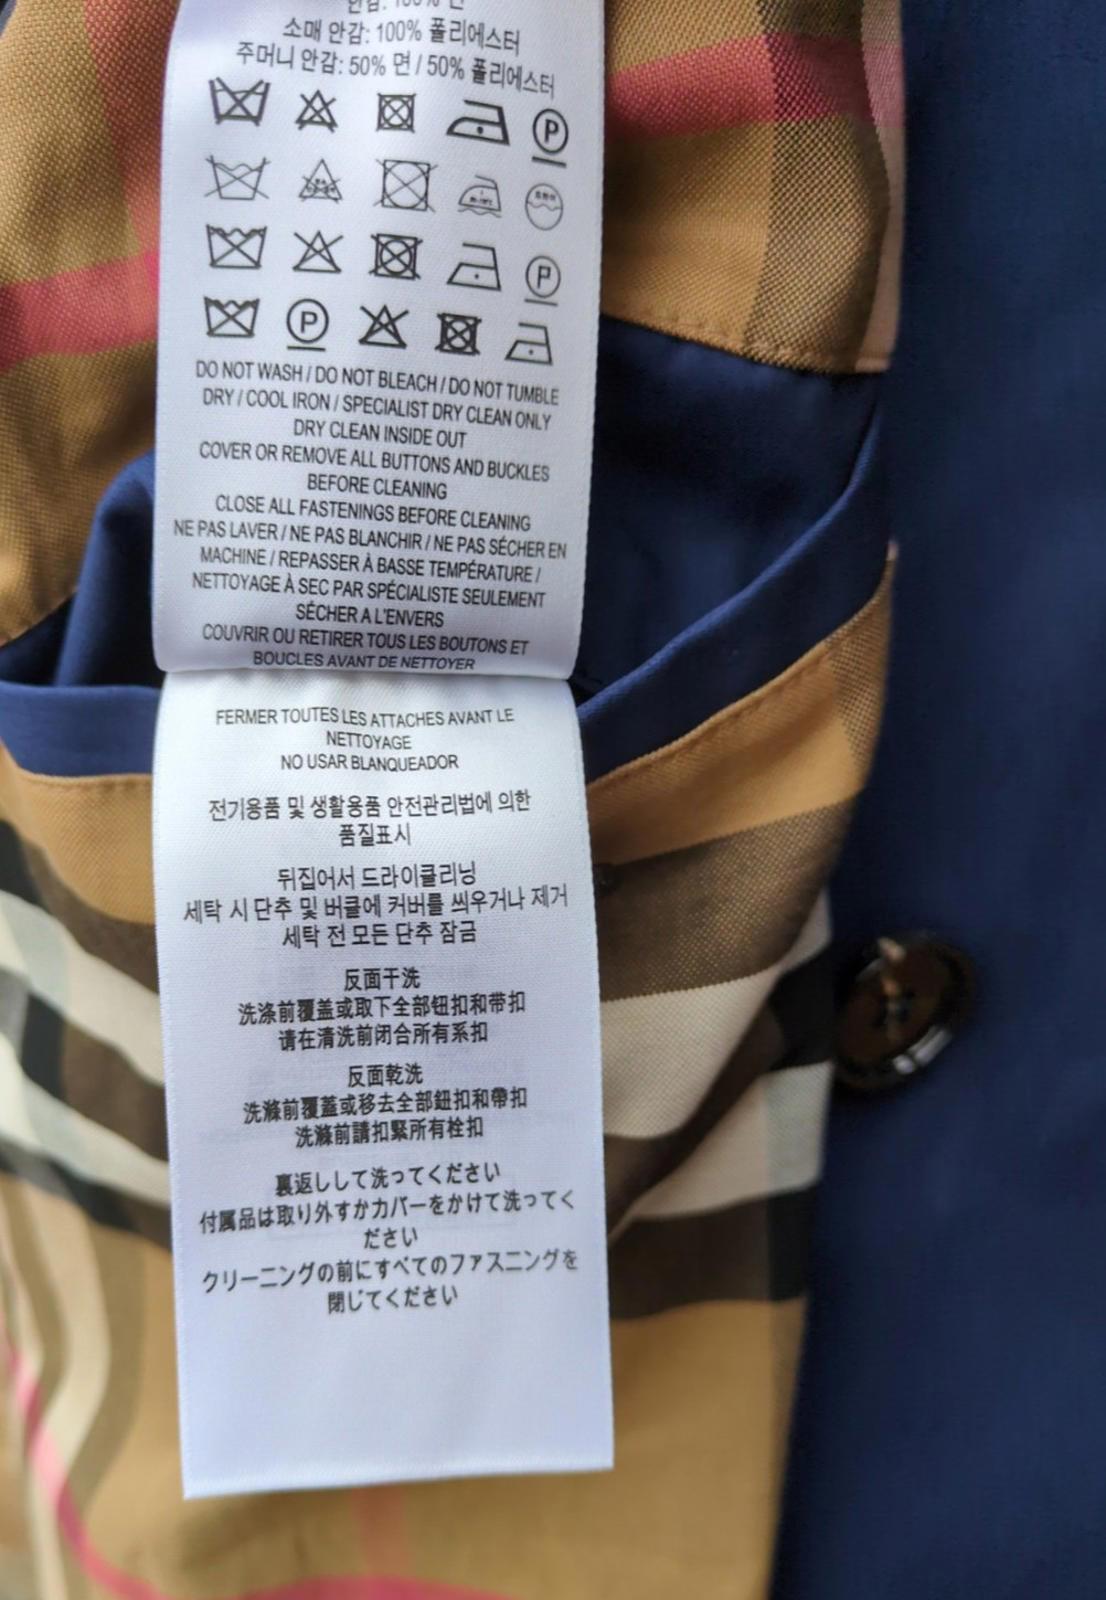 안감: 100% 면
소매 안감: 100% 폴리에스터
주머니 안감: 50% 면 / 50% 폴리에스터
P
P
P
DO NOT WASH / DO NOT BLEACH / DO NOT TUMBLE
DRY / COOL IRON / SPECIALIST DRY CLEAN ONLY
DRY CLEAN INSIDE OUT
COVER OR REMOVE ALL BUTTONS AND BUCKLES
BEFORE CLEANING
CLOSE ALL FASTENINGS BEFORE CLEANING
NE PAS LAVER / NE PAS BLANCHIR / NE PAS SÉCHER EN
MACHINE / REPASSER À BASSE TEMPÉRATURE /
NETTOYAGE À SEC PAR SPÉCIALISTE SEULEMENT
SÉCHER A L'ENVERS
COUVRIR OU RETIRER TOUS LES BOUTONS ET
BOUCLES AVANT DE NETTOYER
FERMER TOUTES LES ATTACHES AVANT LE
NETTOYAGE
NO USAR BLANQUEADOR
전기용품 및 생활용품 안전관리법에 의한
품질표시
뒤집어서 드라이클리닝
세탁 시 단추 및 버클에 커버를 씌우거나 제거
세탁 전 모든 단추 잠금
反面干洗
洗涤前覆盖或取下全部钮扣和带扣
请在清洗前闭合所有系扣
反面乾洗
洗滌前覆蓋或移去全部鈕扣和帶扣
洗滌前請扣緊所有栓扣
裏返しして洗ってください
付属品は取り外すかカバーをかけて洗ってく
ださい
クリーニングの前にすべてのファスニングを
閉じてください